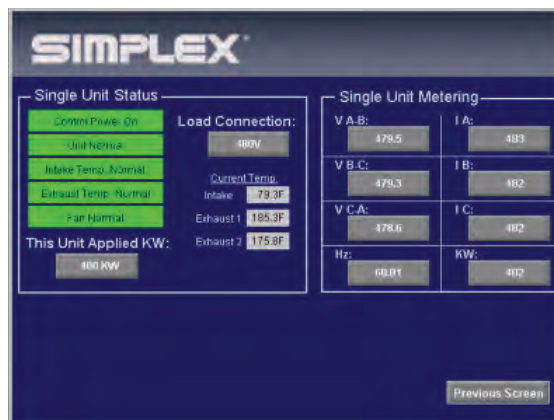 SIMPLEX
Single Unit Status
Control Power On
Unit Normal
Intake Temp. Normal
Exhaust Temp. Normal
Fan Normal
This Unit Applied KW:
400 KW
Load Connection:
480V
Current Temp.
Intake 79.3F
Exhaust 1 185.3F
Exhaust 2 175.8F
Single Unit Metering
V A-B: I A:
479.5 483
V B-C: I B:
479.3 482
V C-A: I C:
478.6 482
Hz: KW:
60.01 402
Previous Screen